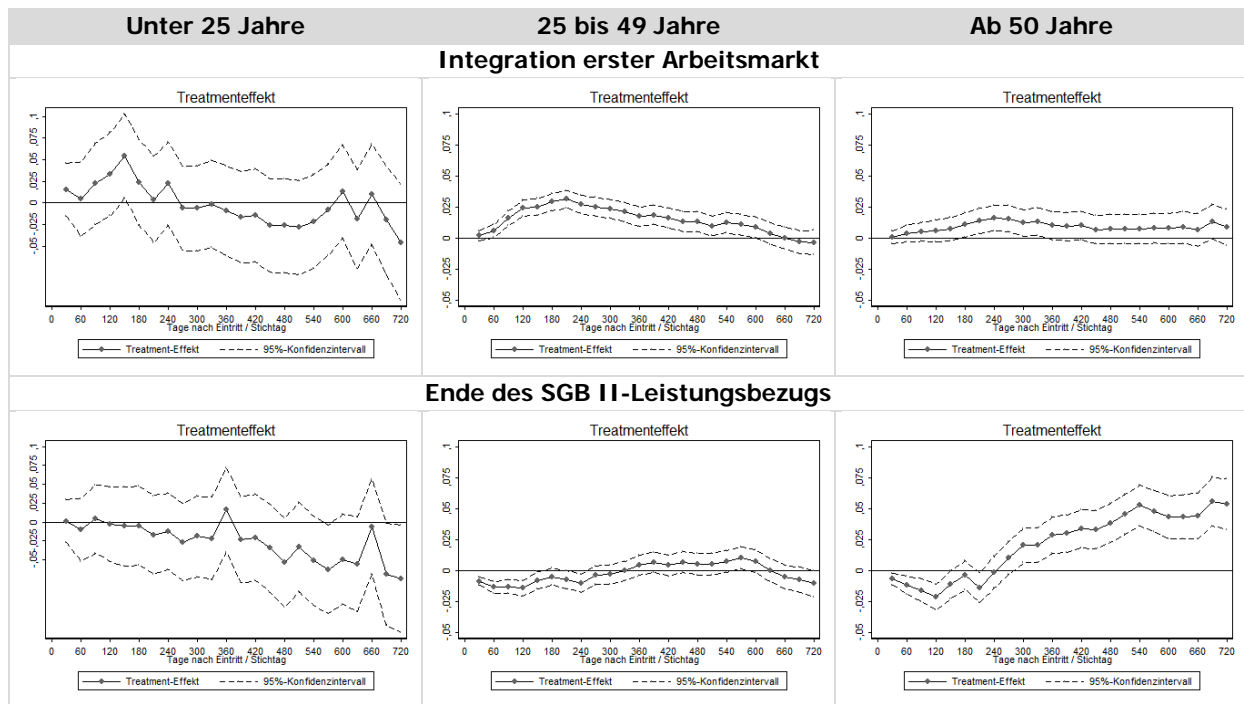 Unter 25 Jahre 25 bis 49 Jahre Ab 50 Jahre
Integration erster Arbeitsmarkt
Treatmenteffekt
,1
,075
,05
,025
0
-,025
-,05
0 60 120 180 240 300 360 420 480 540 600 660 720
Tage nach Eintritt / Stichtag
Treatment-Effekt 95%-Konfidenzintervall
Treatmenteffekt
,1
,075
,05
,025
0
-,025
-,05
0 60 120 180 240 300 360 420 480 540 600 660 720
Tage nach Eintritt / Stichtag
Treatment-Effekt 95%-Konfidenzintervall
Treatmenteffekt
,1
,075
,05
,025
0
-,025
-,05
0 60 120 180 240 300 360 420 480 540 600 660 720
Tage nach Eintritt / Stichtag
Treatment-Effekt 95%-Konfidenzintervall
Ende des SGB II-Leistungsbezugs
Treatmenteffekt
,1
,075
,05
,025
0
-,025
-,05
0 60 120 180 240 300 360 420 480 540 600 660 720
Tage nach Eintritt / Stichtag
Treatment-Effekt 95%-Konfidenzintervall
Treatmenteffekt
,1
,075
,05
,025
0
-,025
-,05
0 60 120 180 240 300 360 420 480 540 600 660 720
Tage nach Eintritt / Stichtag
Treatment-Effekt 95%-Konfidenzintervall
Treatmenteffekt
,1
,075
,05
,025
0
-,025
-,05
0 60 120 180 240 300 360 420 480 540 600 660 720
Tage nach Eintritt / Stichtag
Treatment-Effekt 95%-Konfidenzintervall